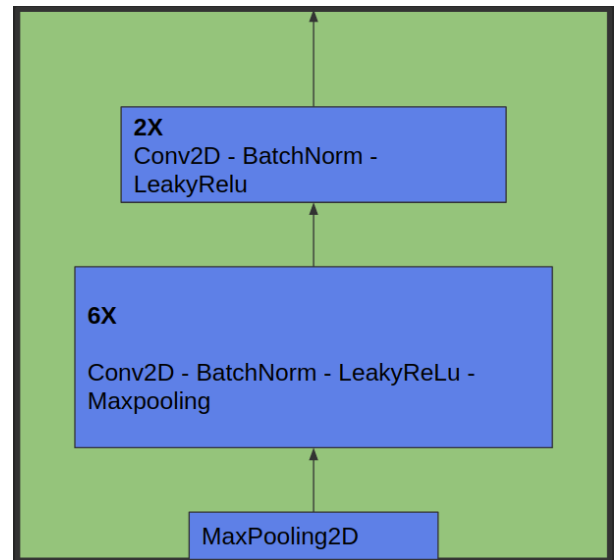 2X
Conv2D - BatchNorm -
LeakyRelu
6X
Conv2D - BatchNorm - LeakyReLu -
Maxpooling
MaxPooling2D